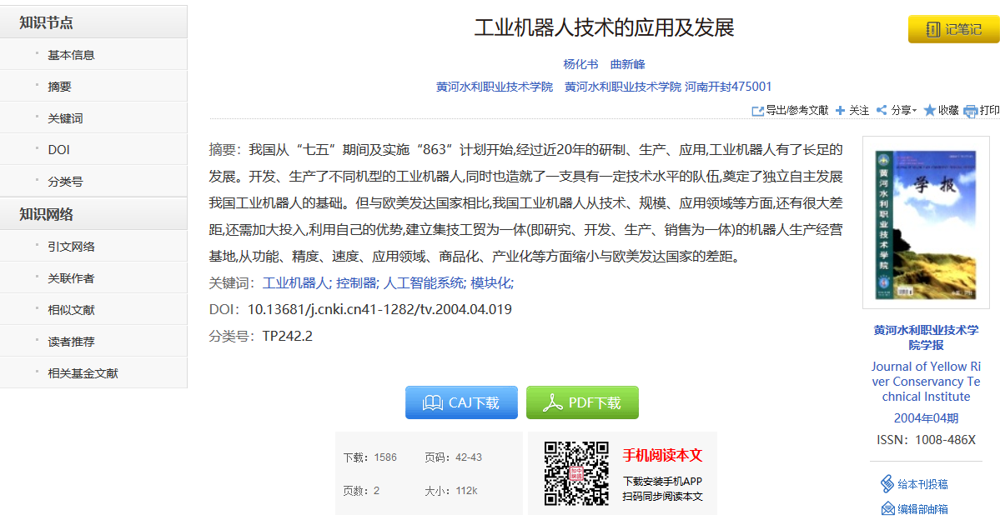 知识节点
基本信息
摘要
关键词
DOI
分类号
知识网络
引文网络
关联作者
相似文献
读者推荐
相关基金文献
工业机器人技术的应用及发展
记笔记
杨化书 曲新峰
黄河水利职业技术学院 黄河水利职业技术学院 河南开封475001
导出/参考文献 关注 分享 收藏 打印
摘要：我国从“七五”期间及实施“863”计划开始,经过近20年的研制、生产、应用,工业机器人有了长足的
发展。开发、生产了不同机型的工业机器人,同时也造就了一支具有一定技术水平的队伍,奠定了独立自主发展
我国工业机器人的基础。但与欧美发达国家相比,我国工业机器人从技术、规模、应用领域等方面,还有很大差
距,还需加大投入,利用自己的优势,建立集技工贸为一体(即研究、开发、生产、销售为一体)的机器人生产经营
基地,从功能、精度、速度、应用领域、商品化、产业化等方面缩小与欧美发达国家的差距。
关键词：工业机器人; 控制器; 人工智能系统; 模块化;
DOI：10.13681/j.cnki.cn41-1282/tv.2004.04.019
分类号：TP242.2
CAJ下载 PDF下载
下载：1586 页码：42-43
页数：2 大小：112k
手机阅读本文
下载安装手机APP
扫码同步阅读本文
黄河水利职业技术学院
学报
黄河水利职业技术学
院学报
Journal of Yellow Ri
ver Conservancy Te
chnical Institute
2004年04期
ISSN：1008-486X
给本刊投稿
编辑部邮箱